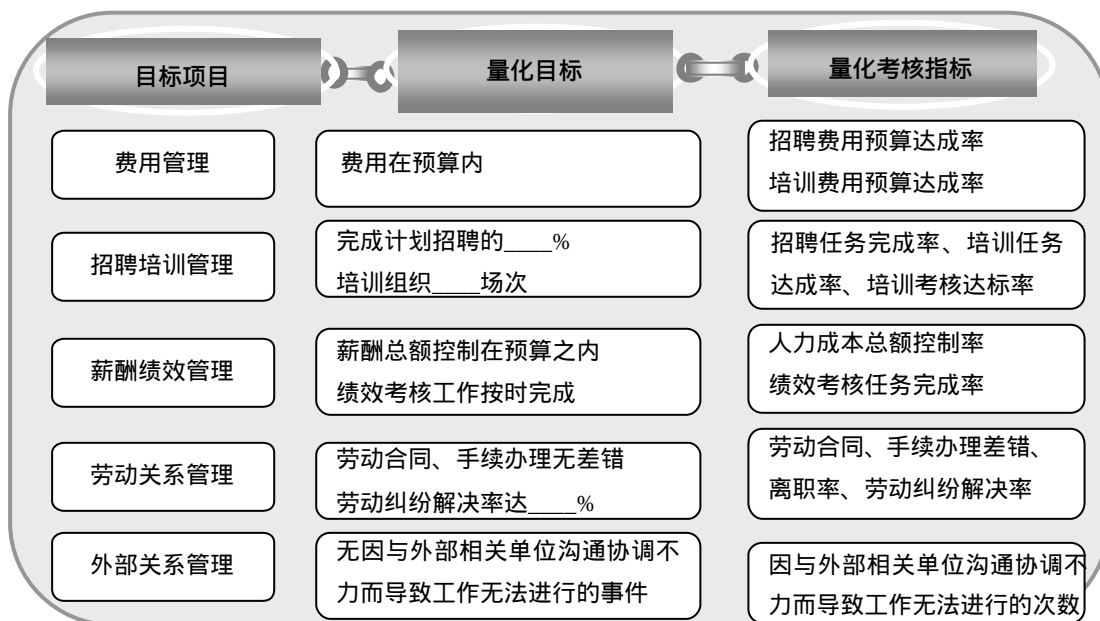 目标项目
量化目标
量化考核指标
费用管理
费用在预算内
招聘费用预算达成率
培训费用预算达成率
招聘培训管理
完成计划招聘的____%
培训组织____场次
招聘任务完成率、培训任务
达成率、培训考核达标率
薪酬绩效管理
薪酬总额控制在预算之内
绩效考核工作按时完成
人力成本总额控制率
绩效考核任务完成率
劳动关系管理
劳动合同、手续办理无差错
劳动纠纷解决率达____%
劳动合同、手续办理差错、
离职率、劳动纠纷解决率
外部关系管理
无因与外部相关单位沟通协调不
力而导致工作无法进行的事件
因与外部相关单位沟通协调不
力而导致工作无法进行的次数